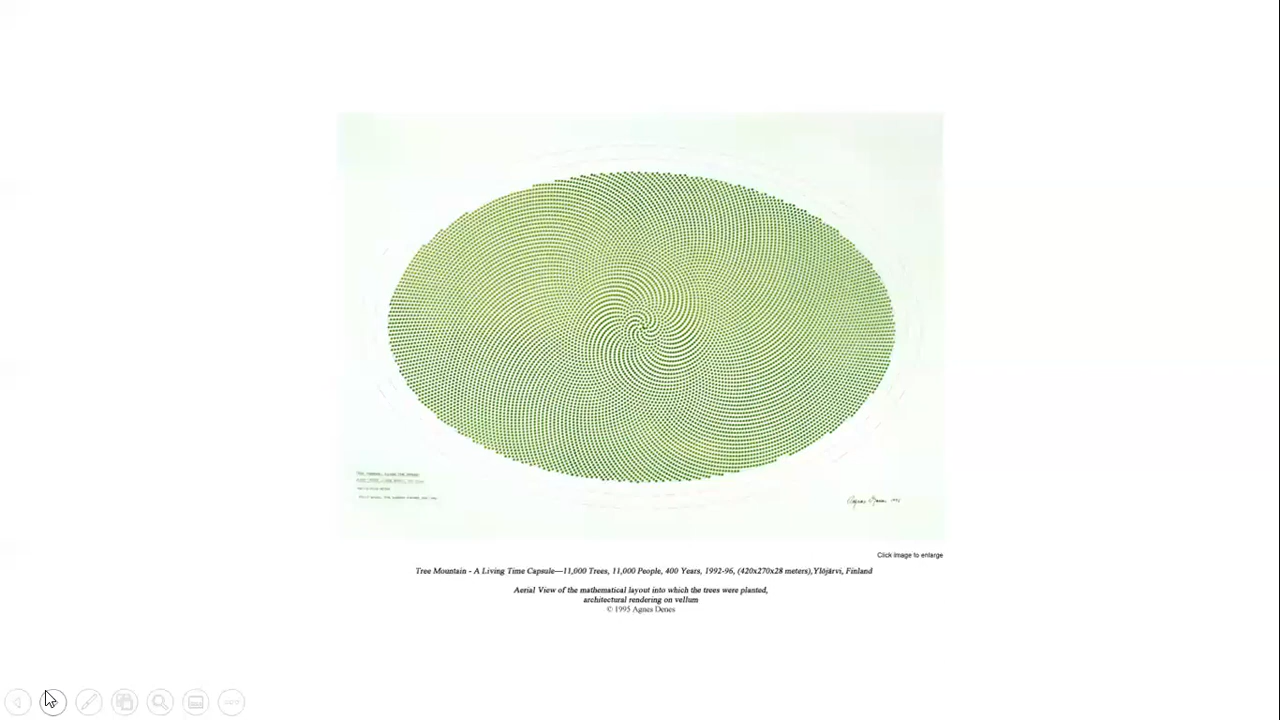 Click image to enlarge
Tree Mountain - A Living Time Capsule—11,000 Trees, 11,000 People, 400 Years, 1992-96, (420x270x28 meters),Ylöjärvi, Finland
Aerial View of the mathematical layout into which the trees were planted,
architectural rendering on vellum
© 1995 Agnes Denes